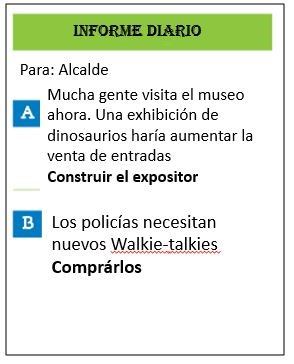 INFORME DIARIO
Para: Alcalde
A
Mucha gente visita el museo
ahora. Una exhibición de
dinosaurios haría aumentar la
venta de entradas
Construir el expositor
B
Los policías necesitan
nuevos Walkie-talkies
Comprárlos